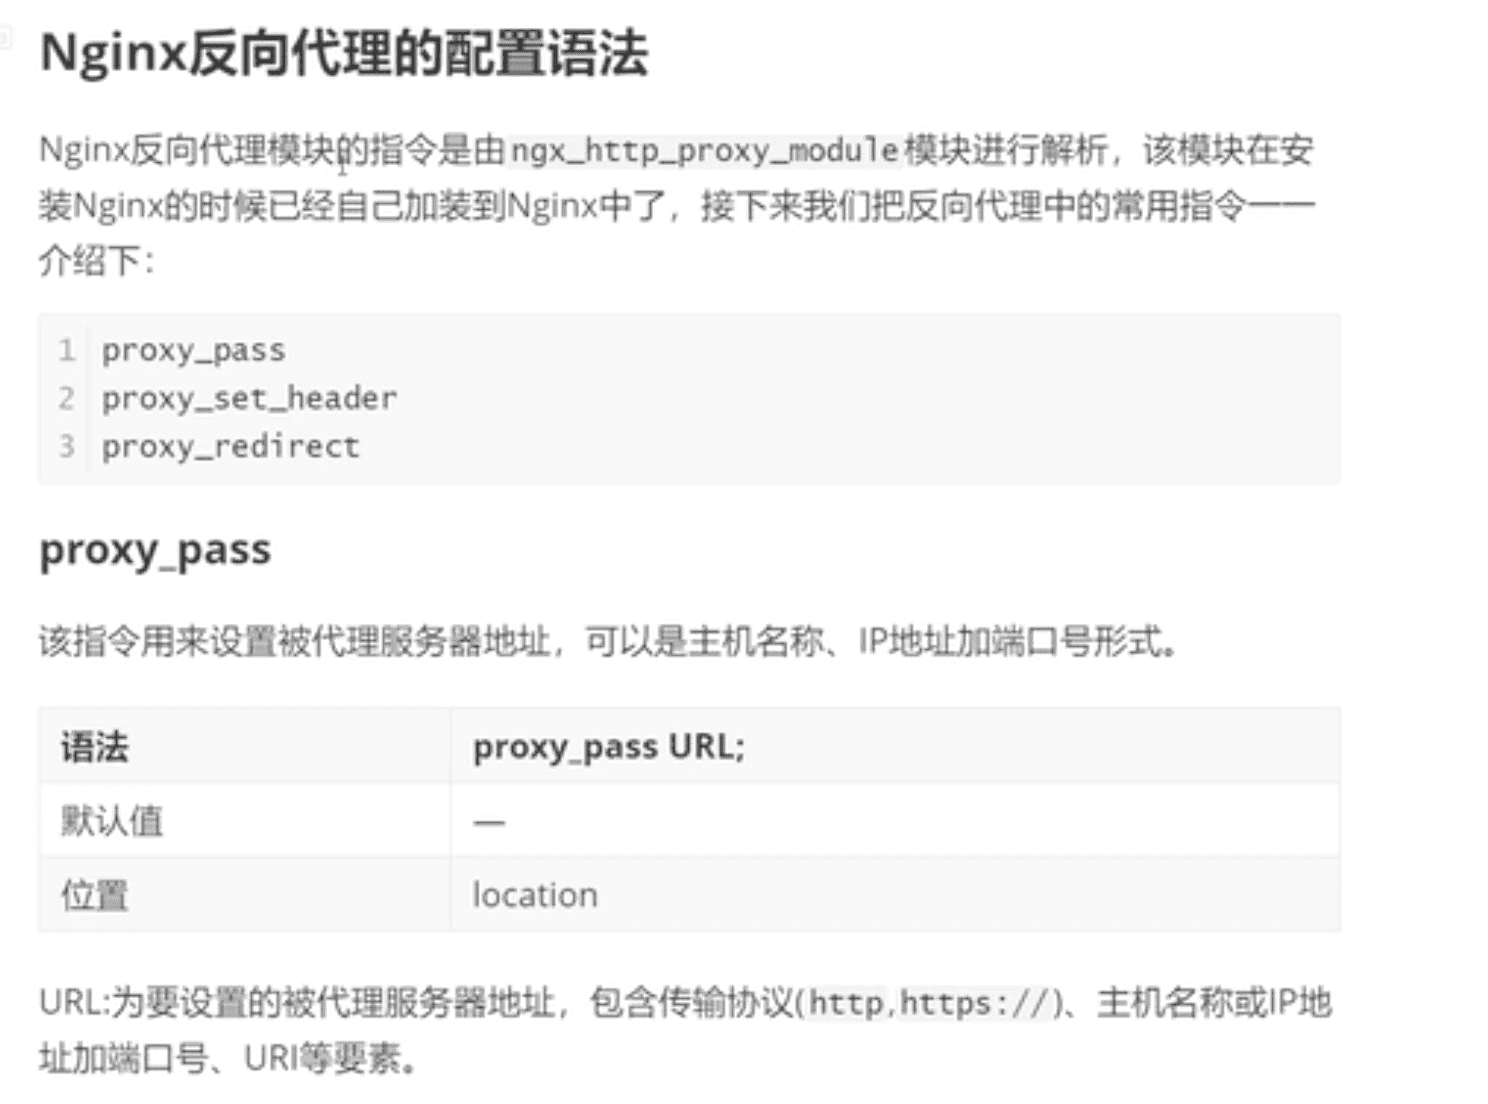 Nginx反向代理的配置语法
Nginx反向代理模块的指令是由ngx_http_proxy_module模块进行解析，该模块在安
装Nginx的时候已经自己加装到Nginx中了，接下来我们把反向代理中的常用指令一一
介绍下：
1 proxy_pass
2 proxy_set_header
3 proxy_redirect
proxy_pass
该指令用来设置被代理服务器地址，可以是主机名称、IP地址加端口号形式。
语法 proxy_pass URL;
默认值 —
位置 location
URL:为要设置的被代理服务器地址，包含传输协议(http,https://)、主机名称或IP地
址加端口号、URI等要素。